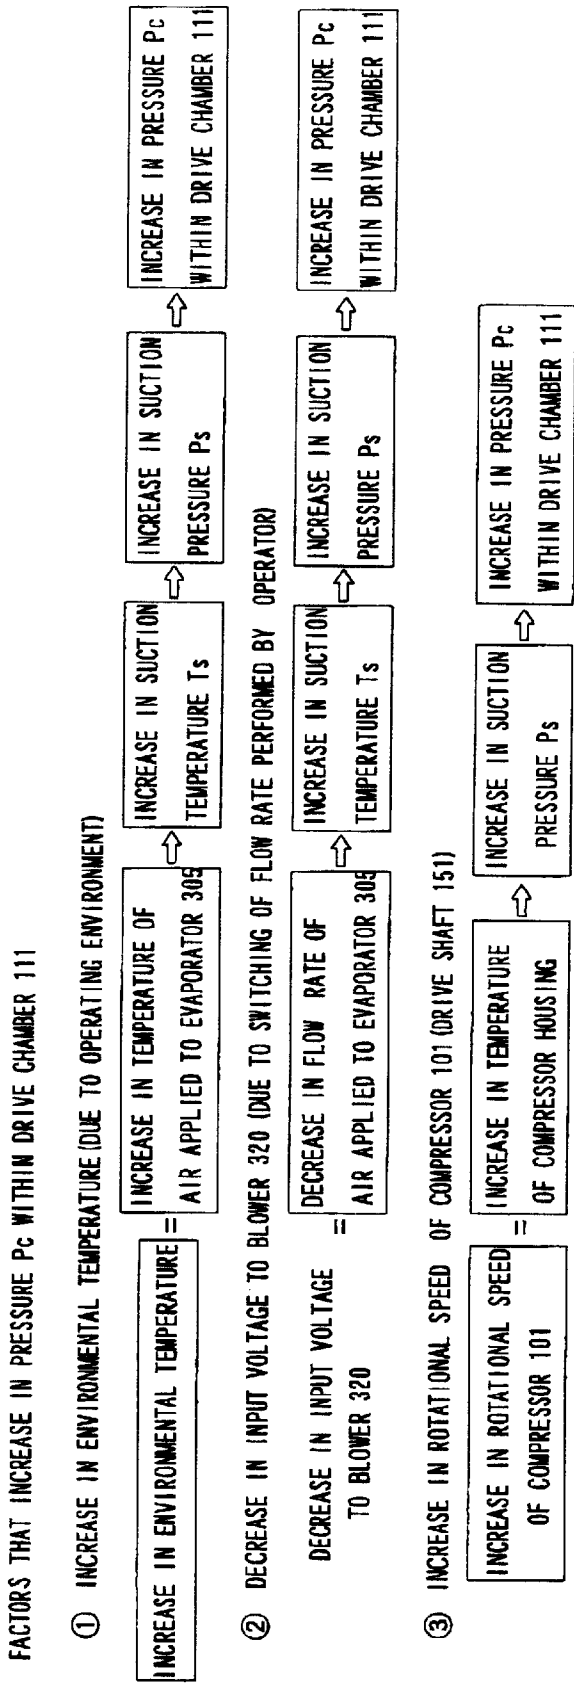 FACTORS THAT INCREASE IN PRESSURE Pc WITHIN DRIVE CHAMBER 111
① INCREASE IN ENVIRONMENTAL TEMPERATURE (DUE TO OPERATING ENVIRONMENT)
INCREASE IN ENVIRONMENTAL TEMPERATURE
=
INCREASE IN TEMPERATURE OF
AIR APPLIED TO EVAPORATOR 305
⇨
INCREASE IN SUCTION
TEMPERATURE Ts
⇨
INCREASE IN SUCTION
PRESSURE Ps
⇨
INCREASE IN PRESSURE Pc
WITHIN DRIVE CHAMBER 111
② DECREASE IN INPUT VOLTAGE TO BLOWER 320 (DUE TO SWITCHING OF FLOW RATE PERFORMED BY OPERATOR)
DECREASE IN INPUT VOLTAGE
TO BLOWER 320
=
DECREASE IN FLOW RATE OF
AIR APPLIED TO EVAPORATOR 305
⇨
INCREASE IN SUCTION
TEMPERATURE Ts
⇨
INCREASE IN SUCTION
PRESSURE Ps
⇨
INCREASE IN PRESSURE Pc
WITHIN DRIVE CHAMBER 111
③ INCREASE IN ROTATIONAL SPEED OF COMPRESSOR 101 (DRIVE SHAFT 151)
INCREASE IN ROTATIONAL SPEED
OF COMPRESSOR 101
=
INCREASE IN TEMPERATURE
OF COMPRESSOR HOUSING
⇨
INCREASE IN SUCTION
PRESSURE Ps
⇨
INCREASE IN PRESSURE Pc
WITHIN DRIVE CHAMBER 111